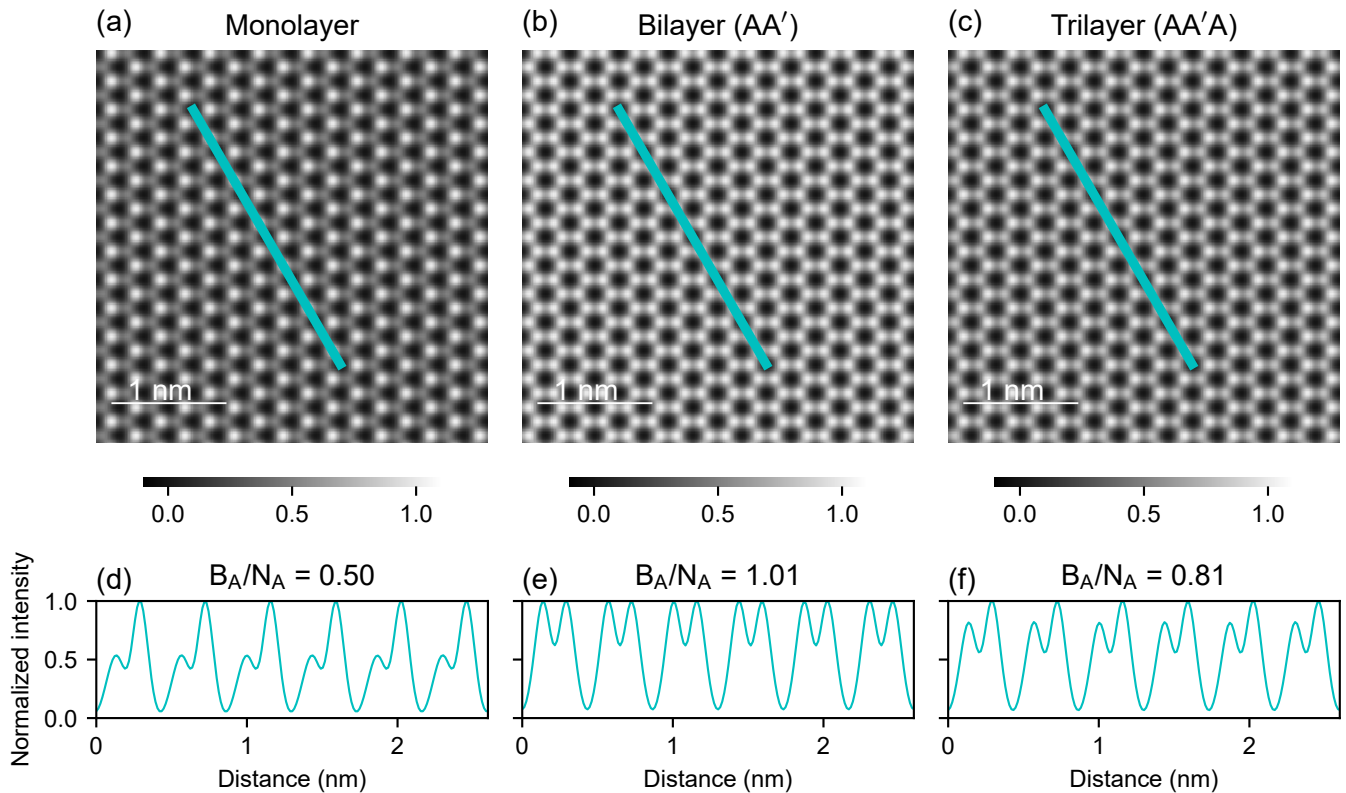 (a) Monolayer
(b) Bilayer (AA′)
(c) Trilayer (AA′A)
1 nm
1 nm
1 nm
0.0 0.5 1.0
0.0 0.5 1.0
0.0 0.5 1.0
(d) B_A/N_A = 0.50
(e) B_A/N_A = 1.01
(f) B_A/N_A = 0.81
Normalized intensity
1.0
0.5
0.0
0 1 2
0 1 2
0 1 2
Distance (nm)
Distance (nm)
Distance (nm)